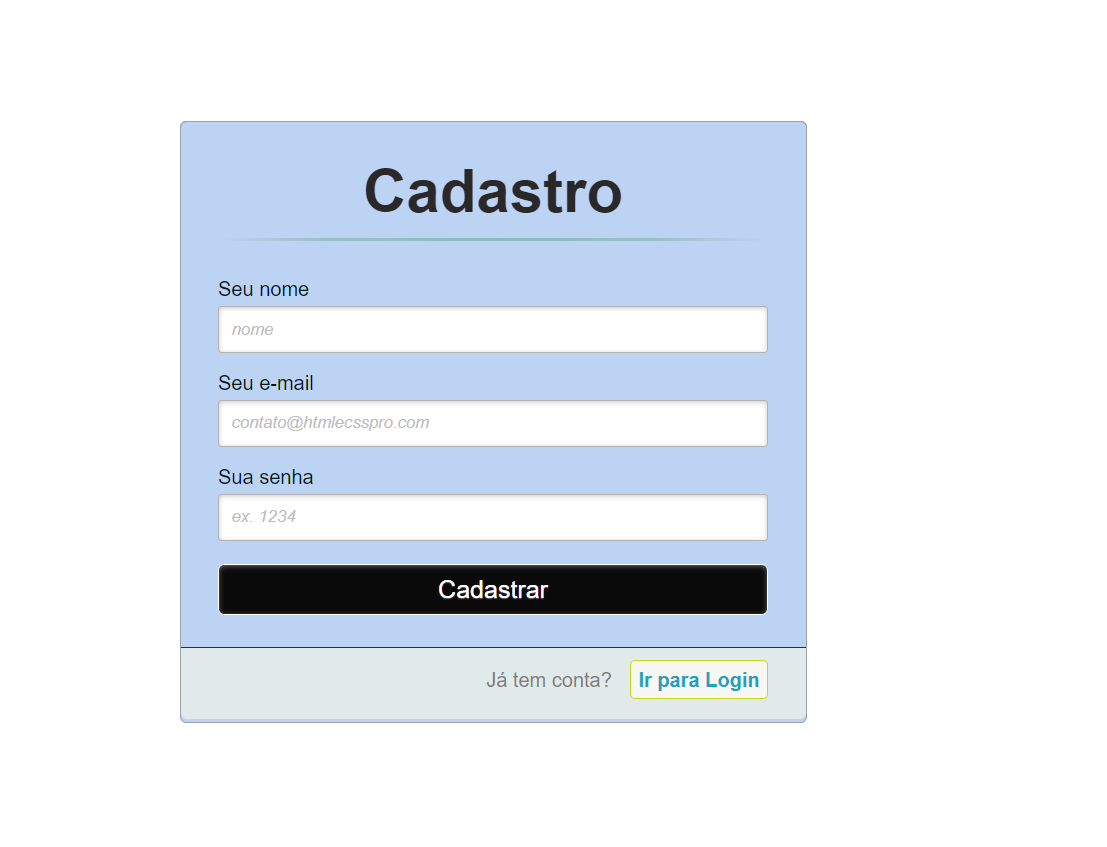 Cadastro
Seu nome
nome
Seu e-mail
contato@htmlecsspro.com
Sua senha
ex. 1234
Cadastrar
Já tem conta? Ir para Login